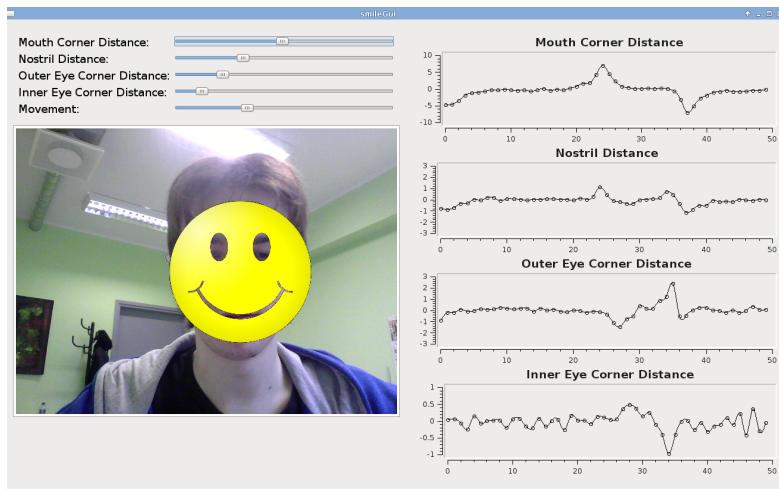 smileGui
Mouth Corner Distance:
Nostril Distance:
Outer Eye Corner Distance:
Inner Eye Corner Distance:
Movement:
Mouth Corner Distance
10
5
0
-5
-10
0 10 20 30 40 50
Nostril Distance
3
2
1
0
-1
-2
-3
0 10 20 30 40 50
Outer Eye Corner Distance
3
2
1
0
-1
-2
-3
0 10 20 30 40 50
Inner Eye Corner Distance
1
0.5
0
-0.5
-1
0 10 20 30 40 50